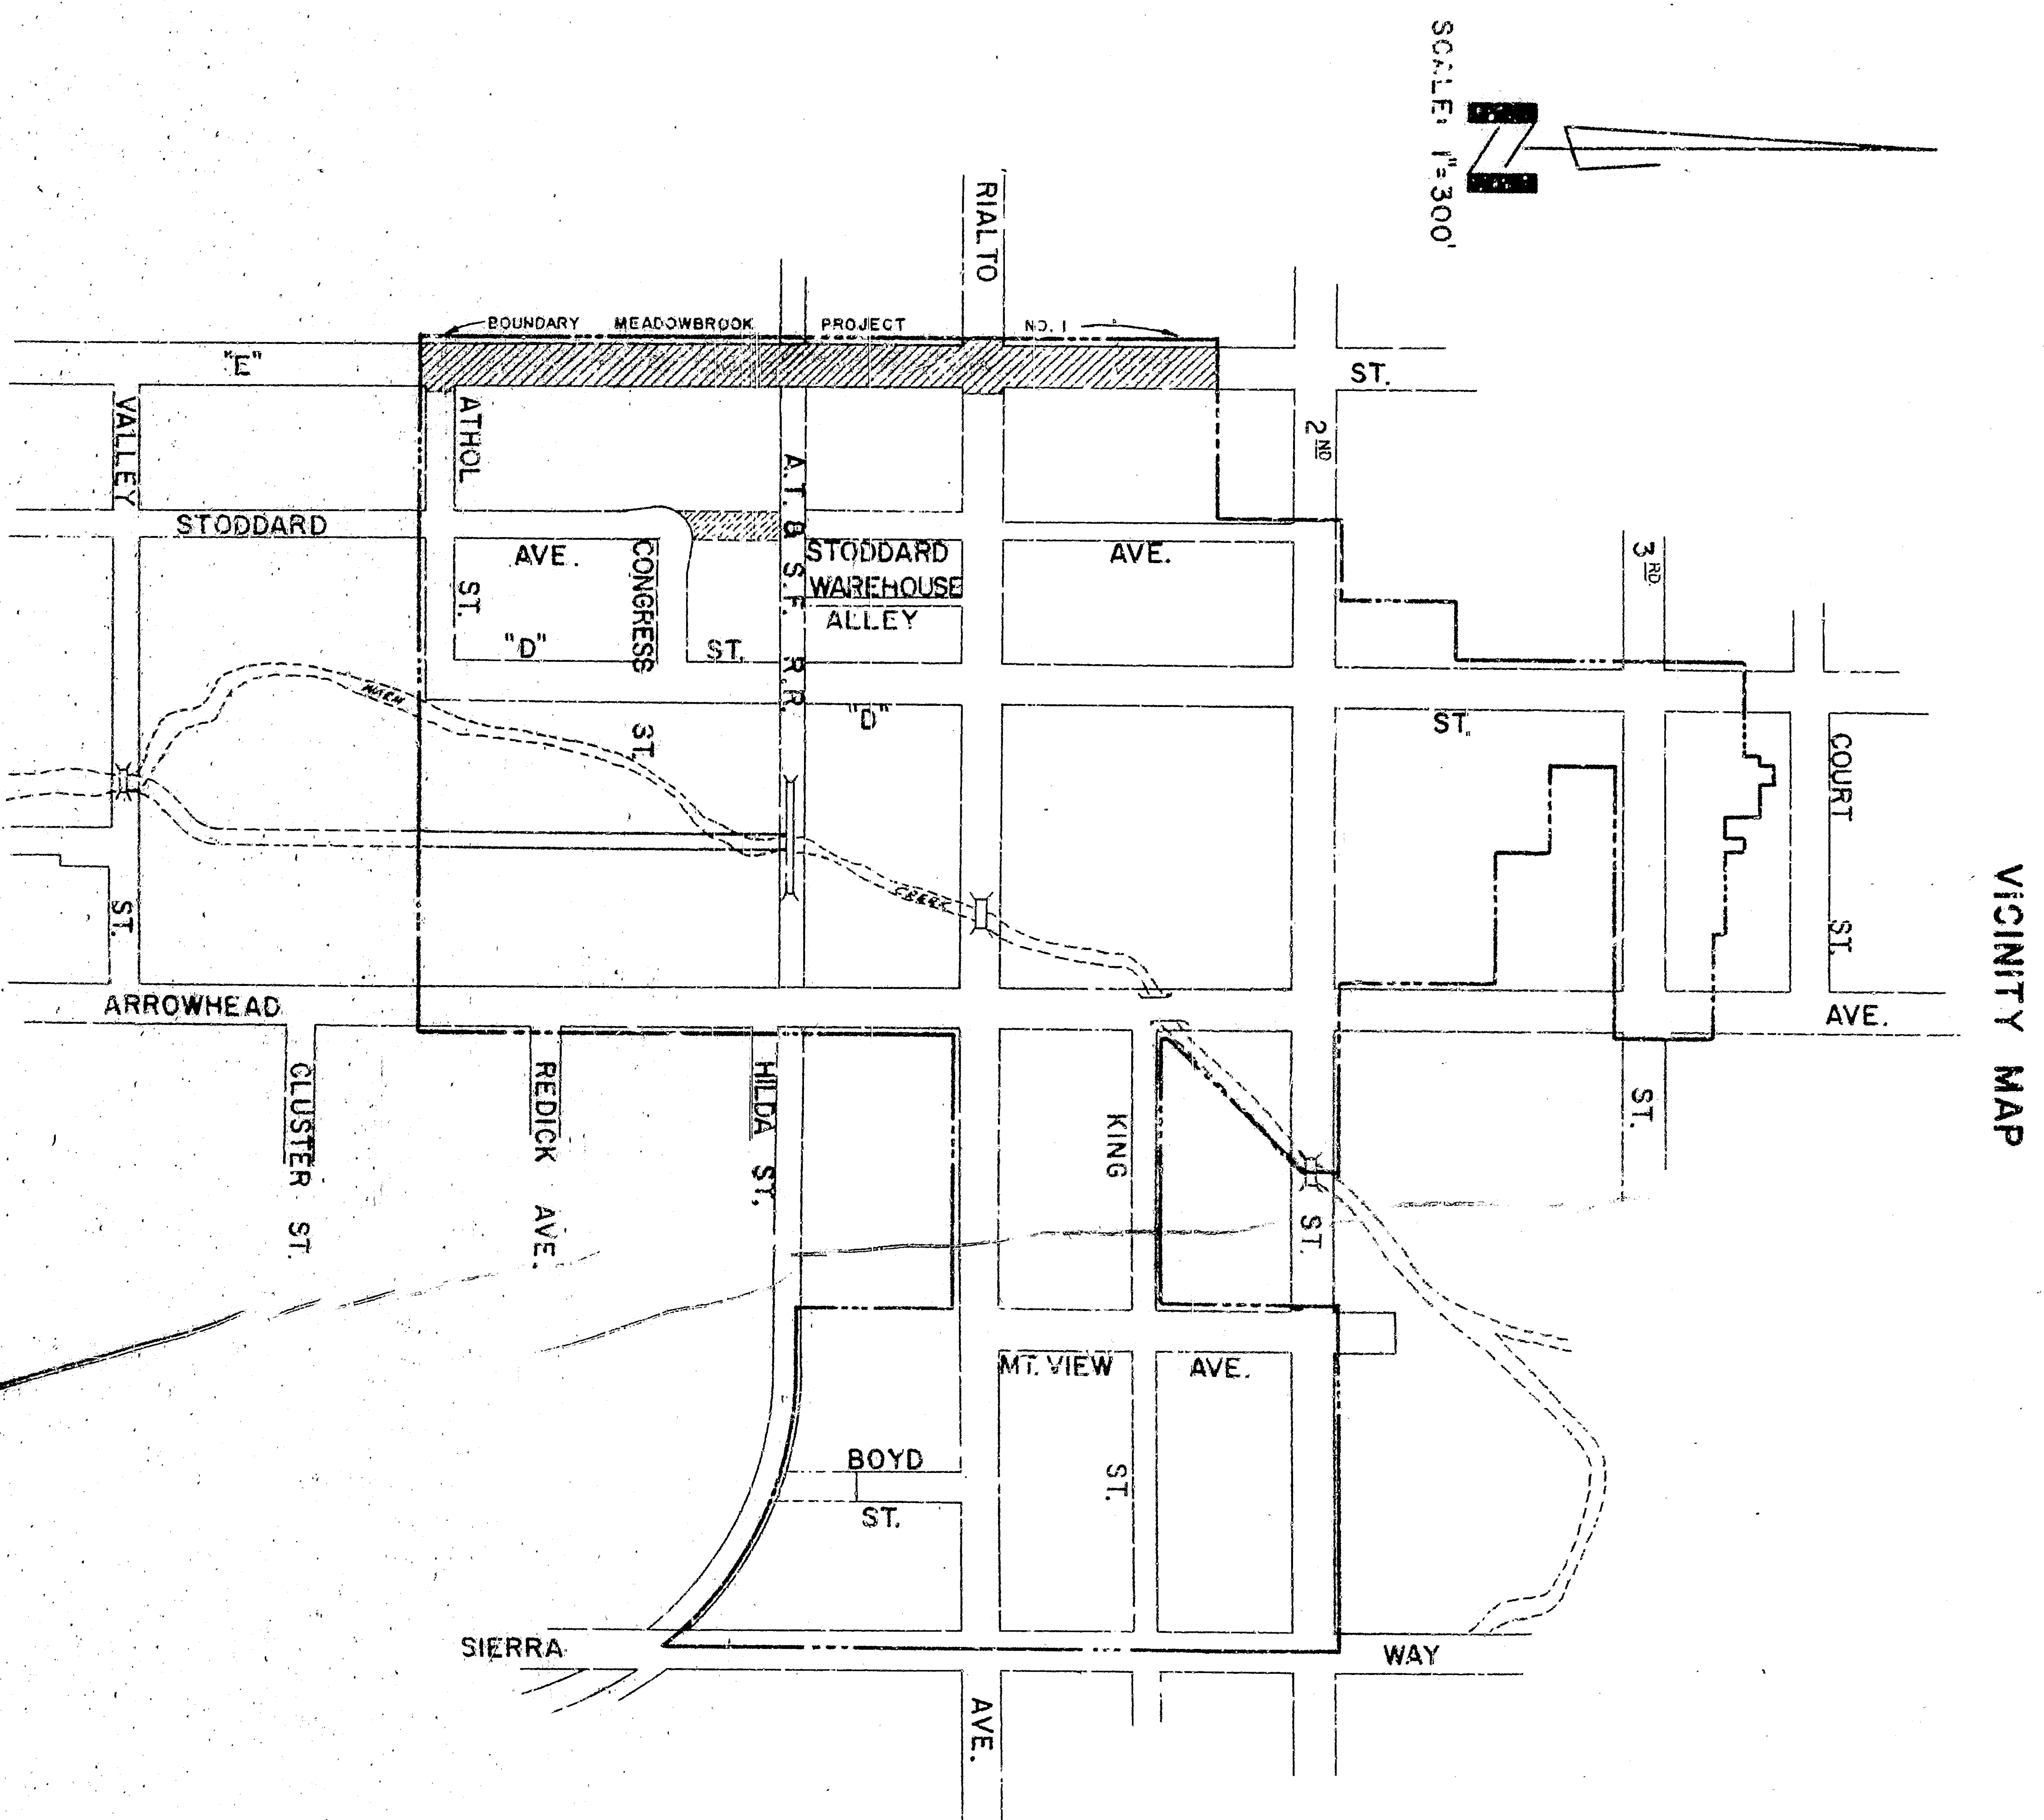 VICINITY MAP
SCALE: 1"=300'
N
BOUNDARY MEADOWBROOK PROJECT NO. 1
"E"
ST.
RIALTO
AVE.
VALLEY
ST.
ATHOL
ST.
2ND
ST.
3RD.
ST.
COURT
ST.
A.T. & S.F. R.R.
STODDARD
AVE.
STODDARD
WAREHOUSE
ALLEY
AVE.
CONGRESS
ST.
"D"
ST.
"D"
ST.
WARM
CREEK
ARROWHEAD
AVE.
CLUSTER ST.
REDICK AVE.
HILDA ST.
KING
ST.
MT. VIEW
AVE.
BOYD
ST.
SIERRA
WAY